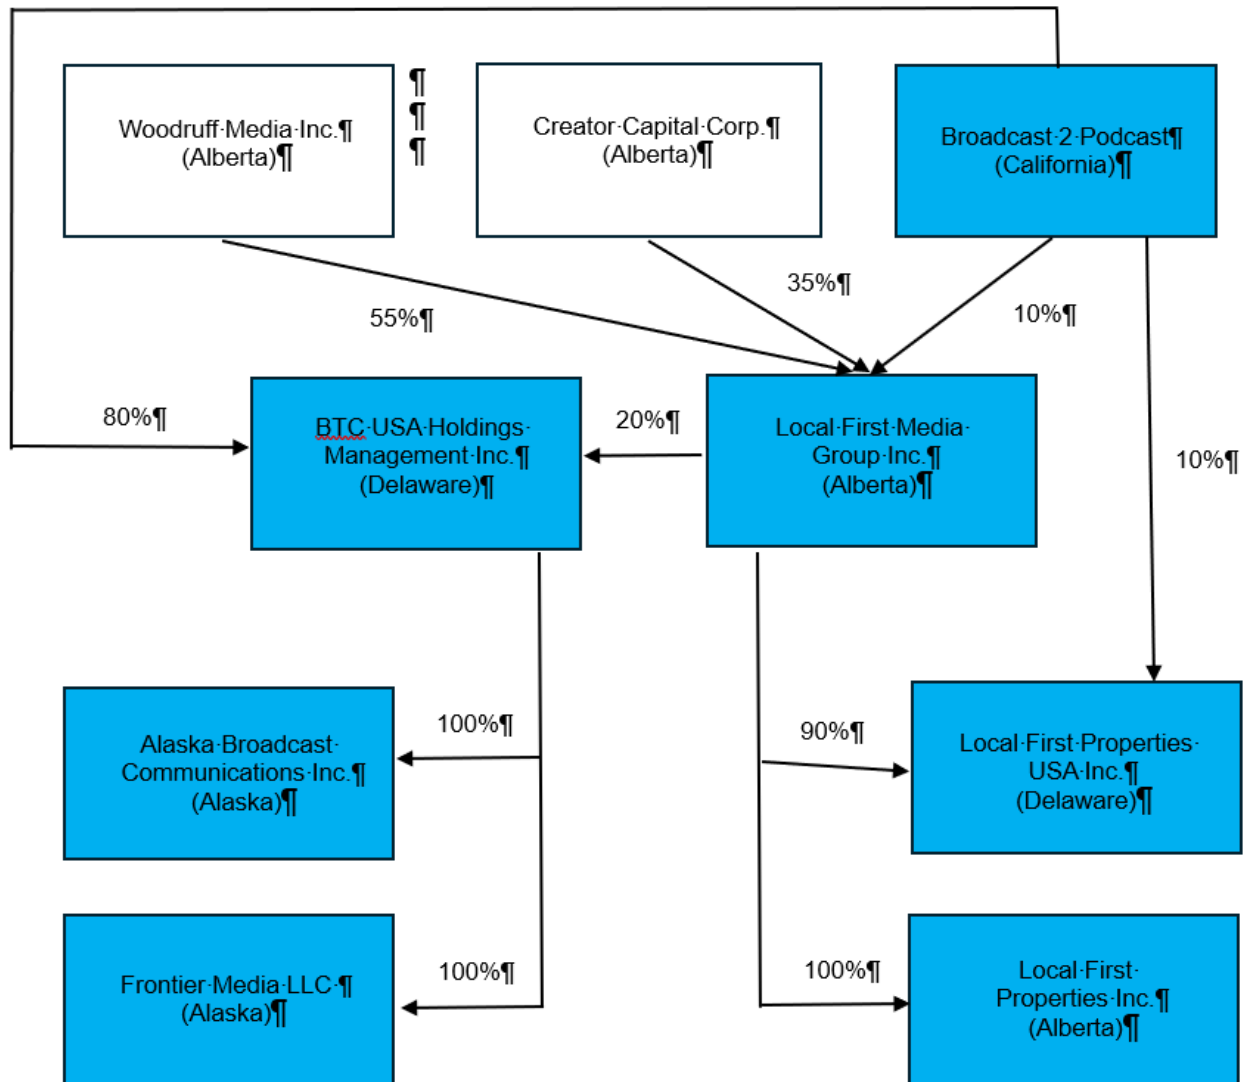 Woodruff·Media·Inc.¶
(Alberta)¶
¶
¶
¶
Creator·Capital·Corp.¶
(Alberta)¶
Broadcast·2·Podcast¶
(California)¶
55%¶
35%¶
10%¶
80%¶
BTC·USA·Holdings·
Management·Inc.¶
(Delaware)¶
20%¶
Local·First·Media·
Group·Inc.¶
(Alberta)¶
10%¶
Alaska·Broadcast·
Communications·Inc.¶
(Alaska)¶
100%¶
90%¶
Local·First·Properties·
USA·Inc.¶
(Delaware)¶
Frontier·Media·LLC·¶
(Alaska)¶
100%¶
100%¶
Local·First·
Properties·Inc.¶
(Alberta)¶